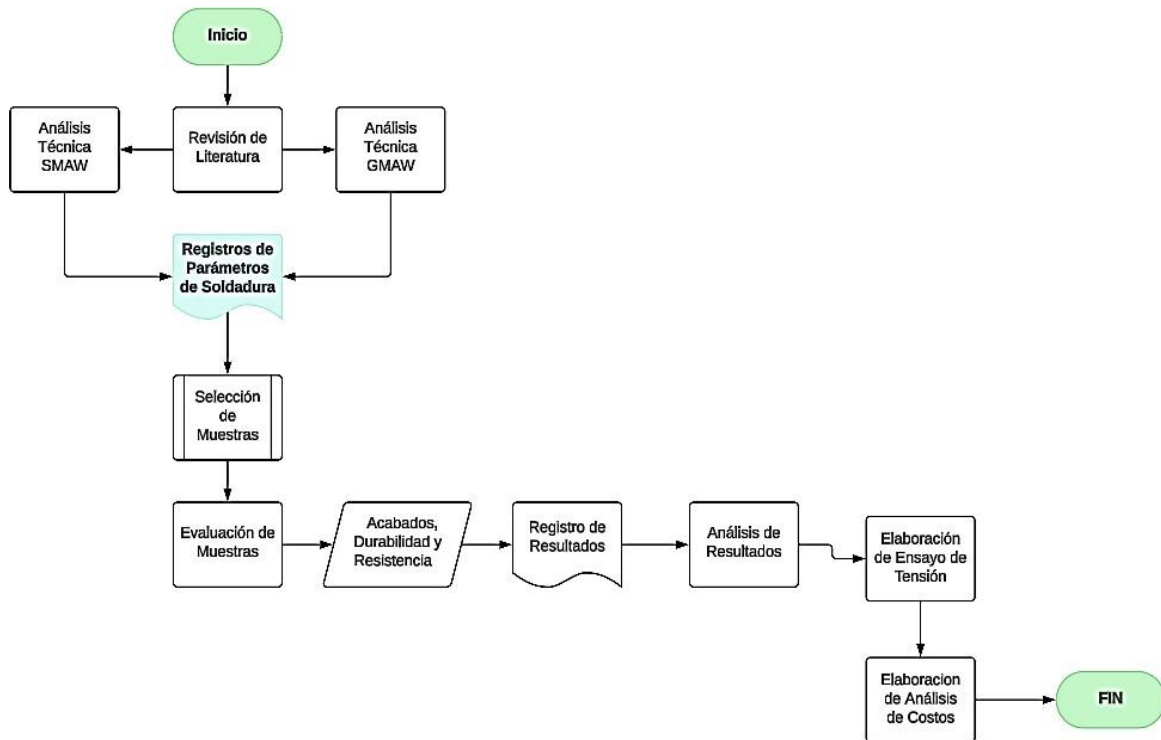 Inicio
Análisis
Técnica
SMAW
Revisión de
Literatura
Análisis
Técnica
GMAW
Registros de
Parámetros
de Soldadura
Selección
de
Muestras
Evaluación de
Muestras
Acabados,
Durabilidad y
Resistencia
Registro de
Resultados
Análisis de
Resultados
Elaboración
de Ensayo de
Tensión
Elaboracion
de Análisis
de Costos
FIN